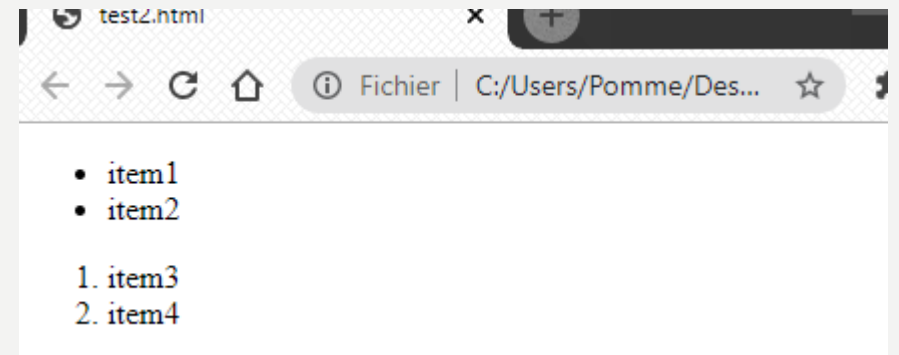 test2.html
Fichier C:/Users/Pomme/Des...
• item1
• item2
1. item3
2. item4